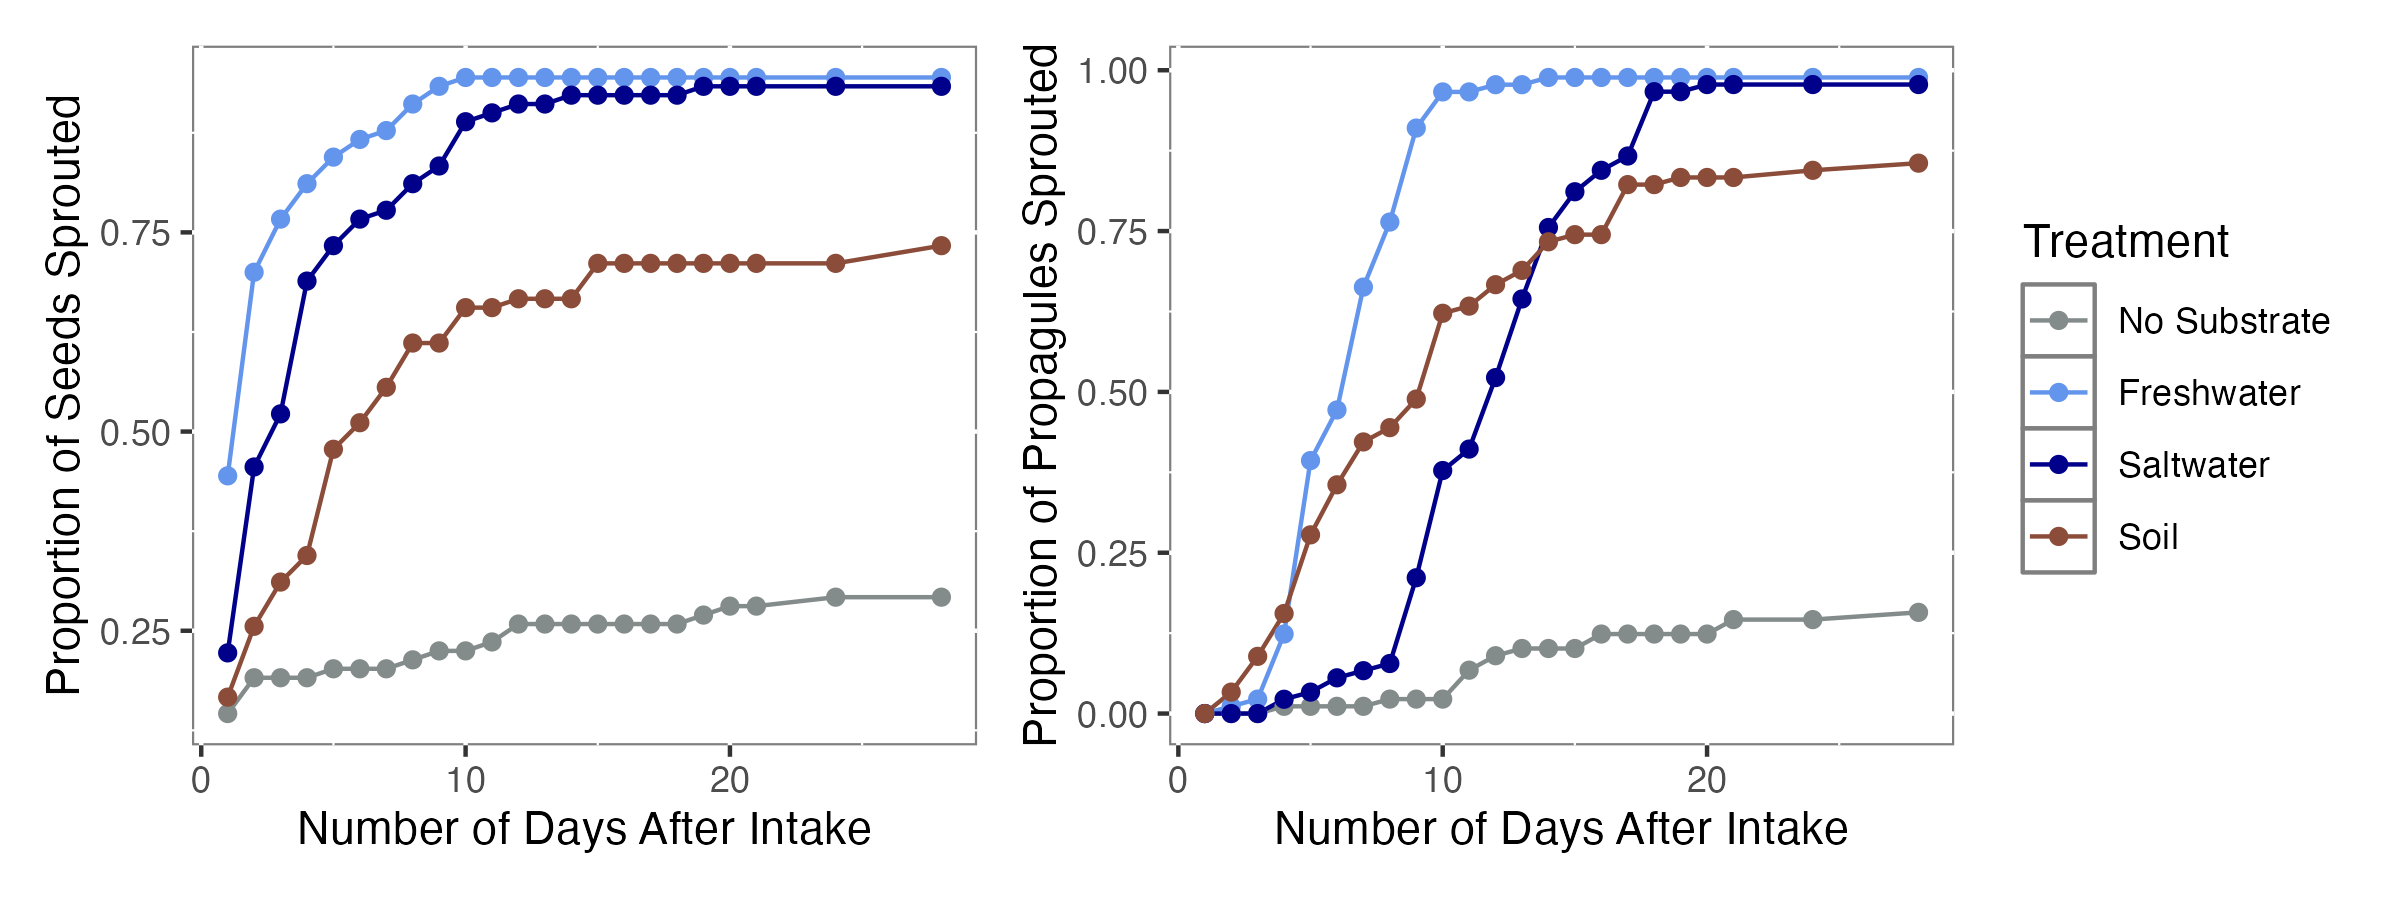 Proportion of Seeds Sprouted
0.75
0.50
0.25
0
10
20
Number of Days After Intake
Proportion of Propagules Sprouted
1.00
0.75
0.50
0.25
0.00
0
10
20
Number of Days After Intake
Treatment
No Substrate
Freshwater
Saltwater
Soil